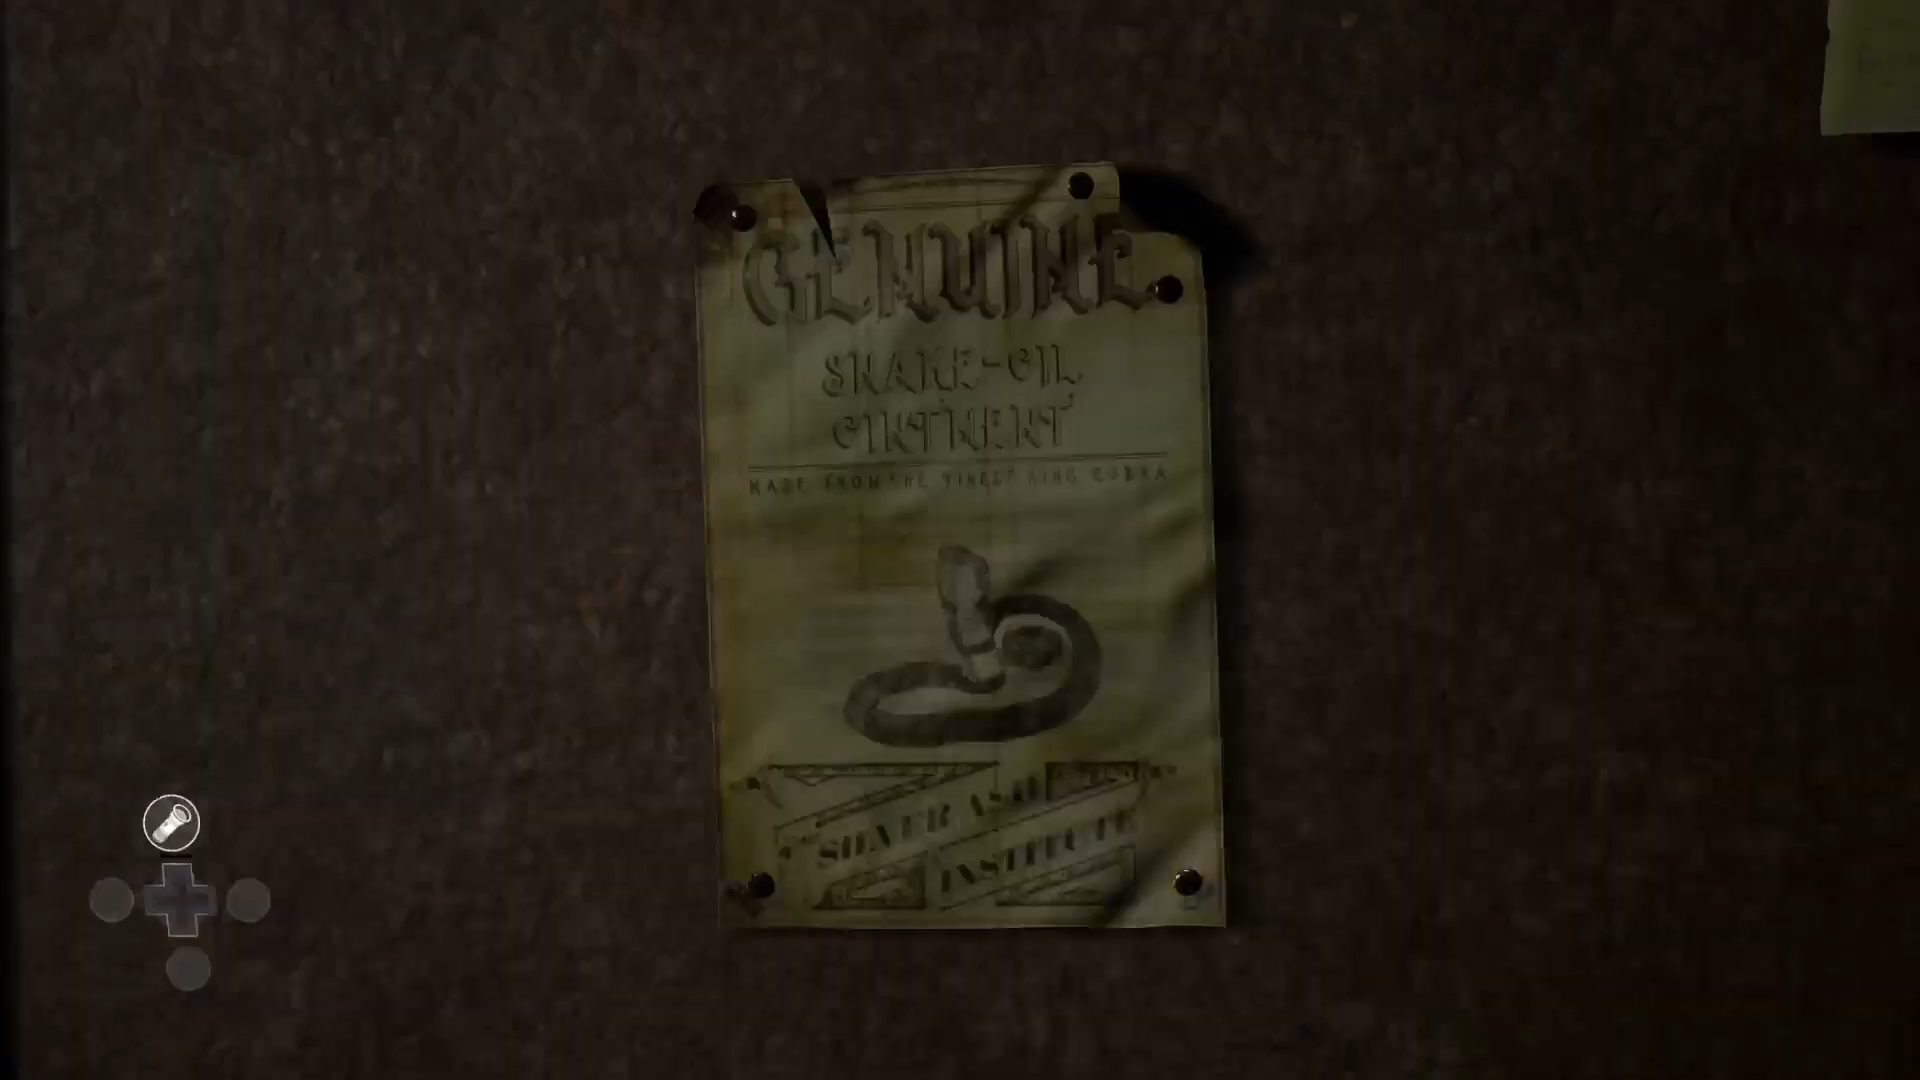 GENUINE
SNAKE-OIL
OINTMENT
MADE FROM THE FINEST KING COBRA
SILVER ASH
INSTITUTE